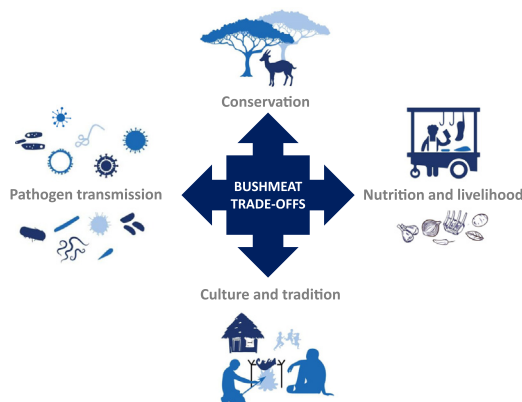 Conservation
Pathogen transmission
BUSHMEAT
TRADE-OFFS
Nutrition and livelihood
Culture and tradition